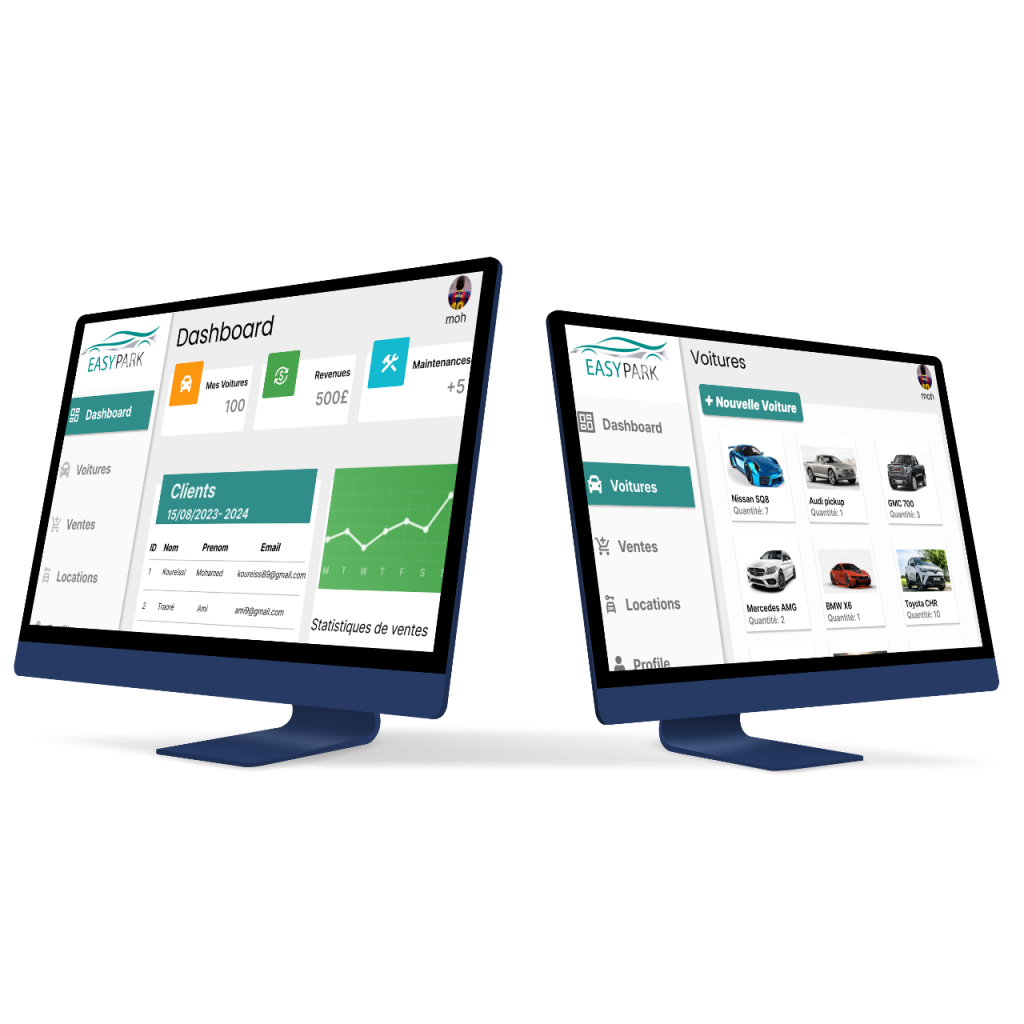 EASYPARK
Dashboard
Voitures
Ventes
Locations
Dashboard
moh
Mes Voitures
100
Revenues
500£
Maintenances
+5
Clients
15/08/2023- 2024
ID Nom Prenom Email
1 Koureissi Mohamed koureissi89@gmail.com
2 Traoré Ami ami9@gmail.com
M T W T F S S
Statistiques de ventes
EASYPARK
Dashboard
Voitures
Ventes
Locations
Profile
Voitures
moh
+ Nouvelle Voiture
Nissan SQ8
Quantité: 7
Audi pickup
Quantité: 1
GMC 700
Quantité: 3
Mercedes AMG
Quantité: 2
BMW X6
Quantité: 1
Toyota CHR
Quantité: 10